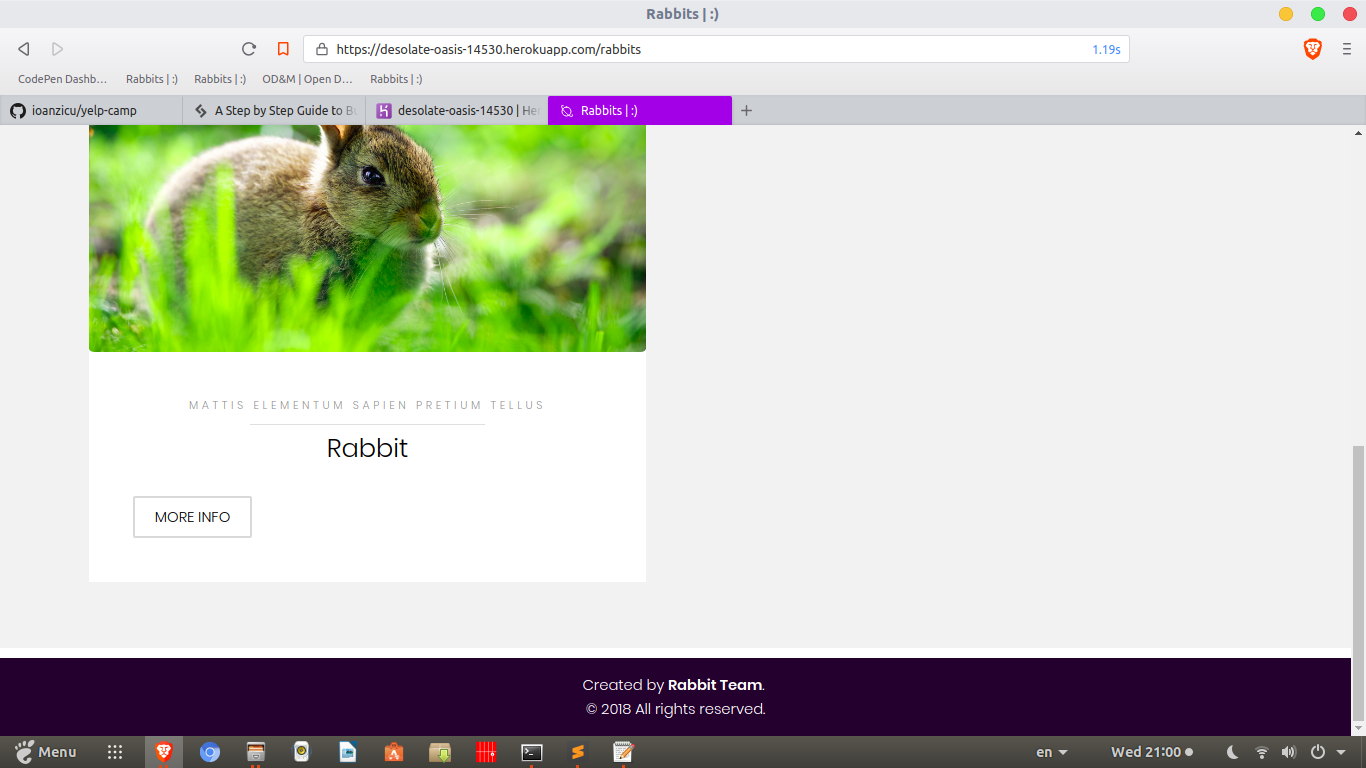 Rabbits | :)
https://desolate-oasis-14530.herokuapp.com/rabbits
1.19s
CodePen Dashb…
Rabbits | :)
Rabbits | :)
OD&M | Open D…
Rabbits | :)
ioanzicu/yelp-camp
A Step by Step Guide to Bu
desolate-oasis-14530 | He
Rabbits | :)
MATTIS ELEMENTUM SAPIEN PRETIUM TELLUS
Rabbit
MORE INFO
Created by Rabbit Team.
© 2018 All rights reserved.
Menu
en
Wed 21:00